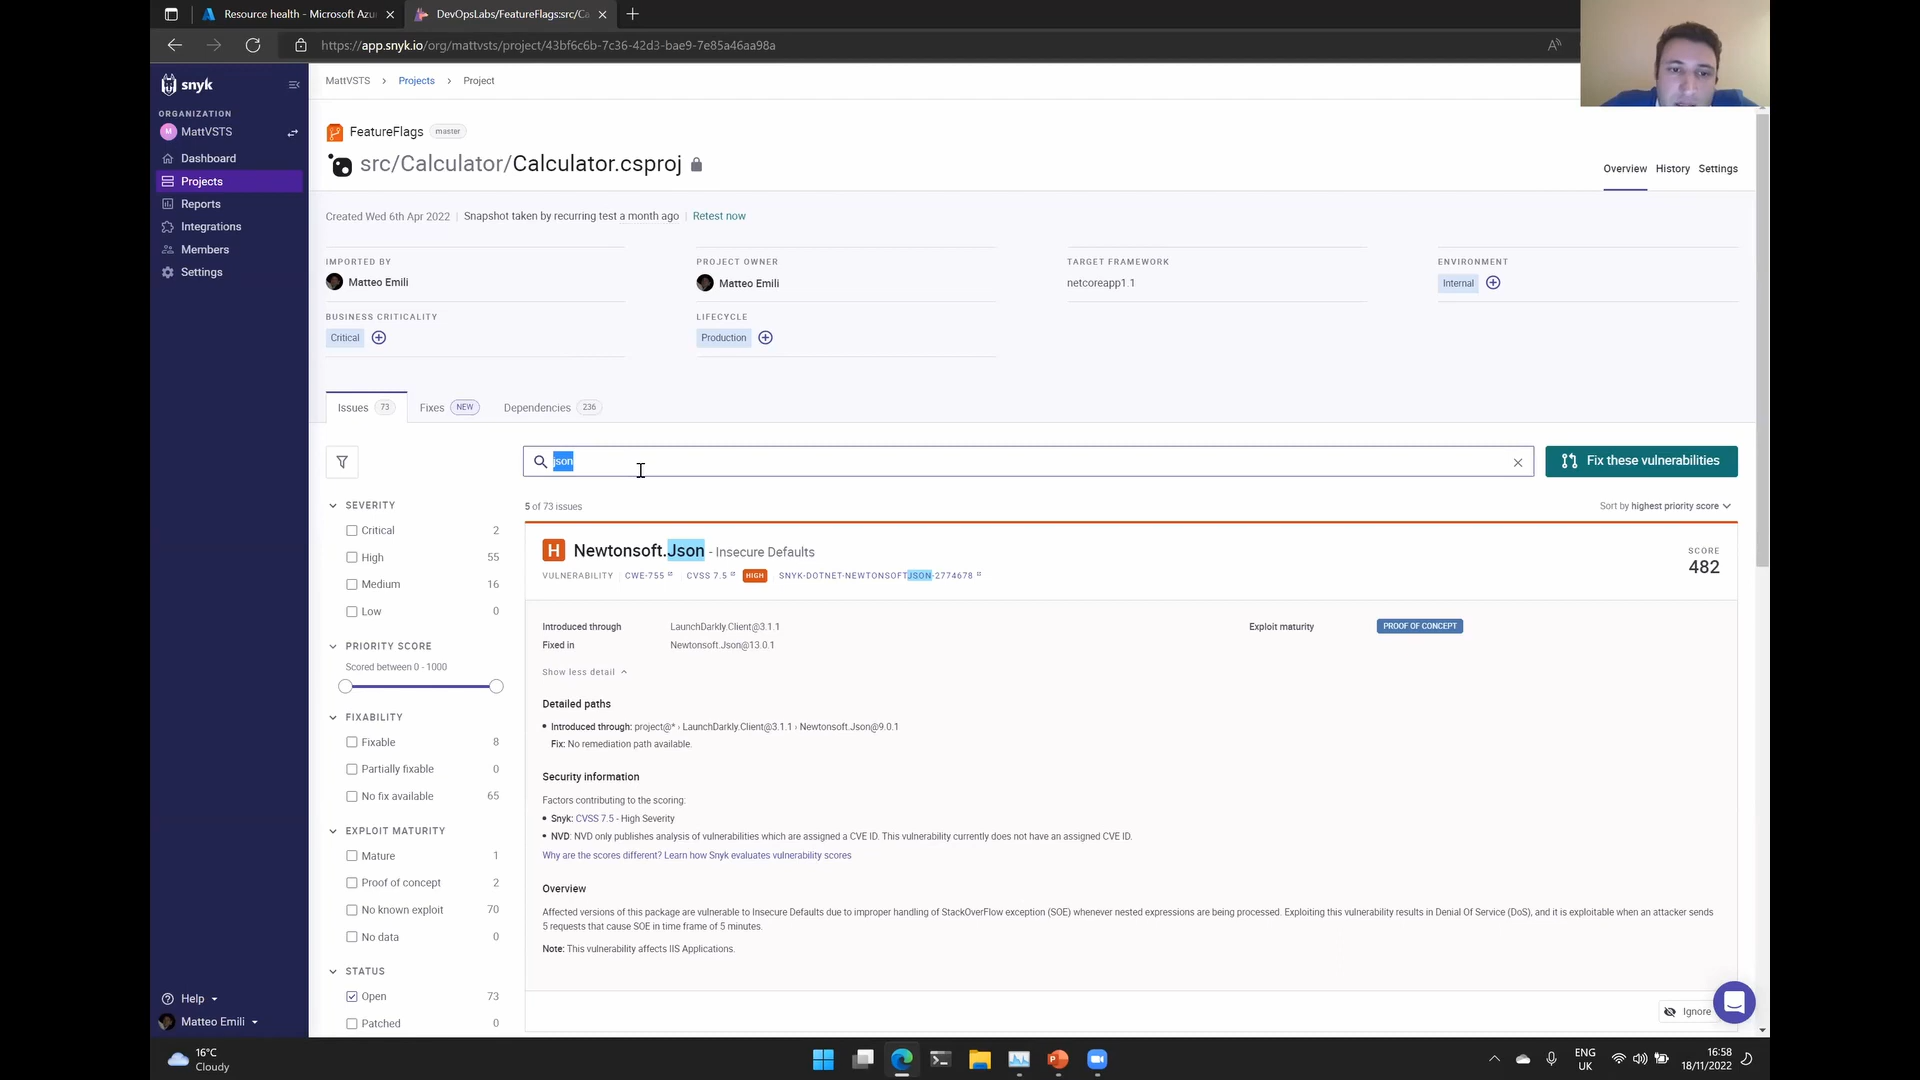 Resource health - Microsoft Azu
DevOpsLabs/FeatureFlags:src/Ca
https://app.snyk.io/org/mattvsts/project/43bf6c6b-7c36-42d3-bae9-7e85a46aa98a
snyk
ORGANIZATION
M MattVSTS
Dashboard
Projects
Reports
Integrations
Members
Settings
Help
Matteo Emili
MattVSTS > Projects > Project
FeatureFlags master
src/Calculator/Calculator.csproj
Overview History Settings
Created Wed 6th Apr 2022 | Snapshot taken by recurring test a month ago | Retest now
IMPORTED BY
Matteo Emili
PROJECT OWNER
Matteo Emili
TARGET FRAMEWORK
netcoreapp1.1
ENVIRONMENT
Internal
BUSINESS CRITICALITY
Critical
LIFECYCLE
Production
Issues 73 Fixes NEW Dependencies 236
json
Fix these vulnerabilities
SEVERITY
Critical 2
High 55
Medium 16
Low 0
PRIORITY SCORE
Scored between 0 - 1000
FIXABILITY
Fixable 8
Partially fixable 0
No fix available 65
EXPLOIT MATURITY
Mature 1
Proof of concept 2
No known exploit 70
No data 0
STATUS
Open 73
Patched 0
5 of 73 issues
Sort by highest priority score
H Newtonsoft.Json - Insecure Defaults
VULNERABILITY | CWE-755 | CVSS 7.5 HIGH | SNYK-DOTNET-NEWTONSOFTJSON-2774678
SCORE
482
Introduced through LaunchDarkly.Client@3.1.1
Fixed in Newtonsoft.Json@13.0.1
Exploit maturity PROOF OF CONCEPT
Show less detail
Detailed paths
• Introduced through: project@* › LaunchDarkly.Client@3.1.1 › Newtonsoft.Json@9.0.1
Fix: No remediation path available.
Security information
Factors contributing to the scoring:
• Snyk: CVSS 7.5 - High Severity
• NVD: NVD only publishes analysis of vulnerabilities which are assigned a CVE ID. This vulnerability currently does not have an assigned CVE ID.
Why are the scores different? Learn how Snyk evaluates vulnerability scores
Overview
Affected versions of this package are vulnerable to Insecure Defaults due to improper handling of StackOverFlow exception (SOE) whenever nested expressions are being processed. Exploiting this vulnerability results in Denial Of Service (DoS), and it is exploitable when an attacker sends
5 requests that cause SOE in time frame of 5 minutes.
Note: This vulnerability affects IIS Applications.
Ignore
16°C
Cloudy
ENG
UK
16:58
18/11/2022